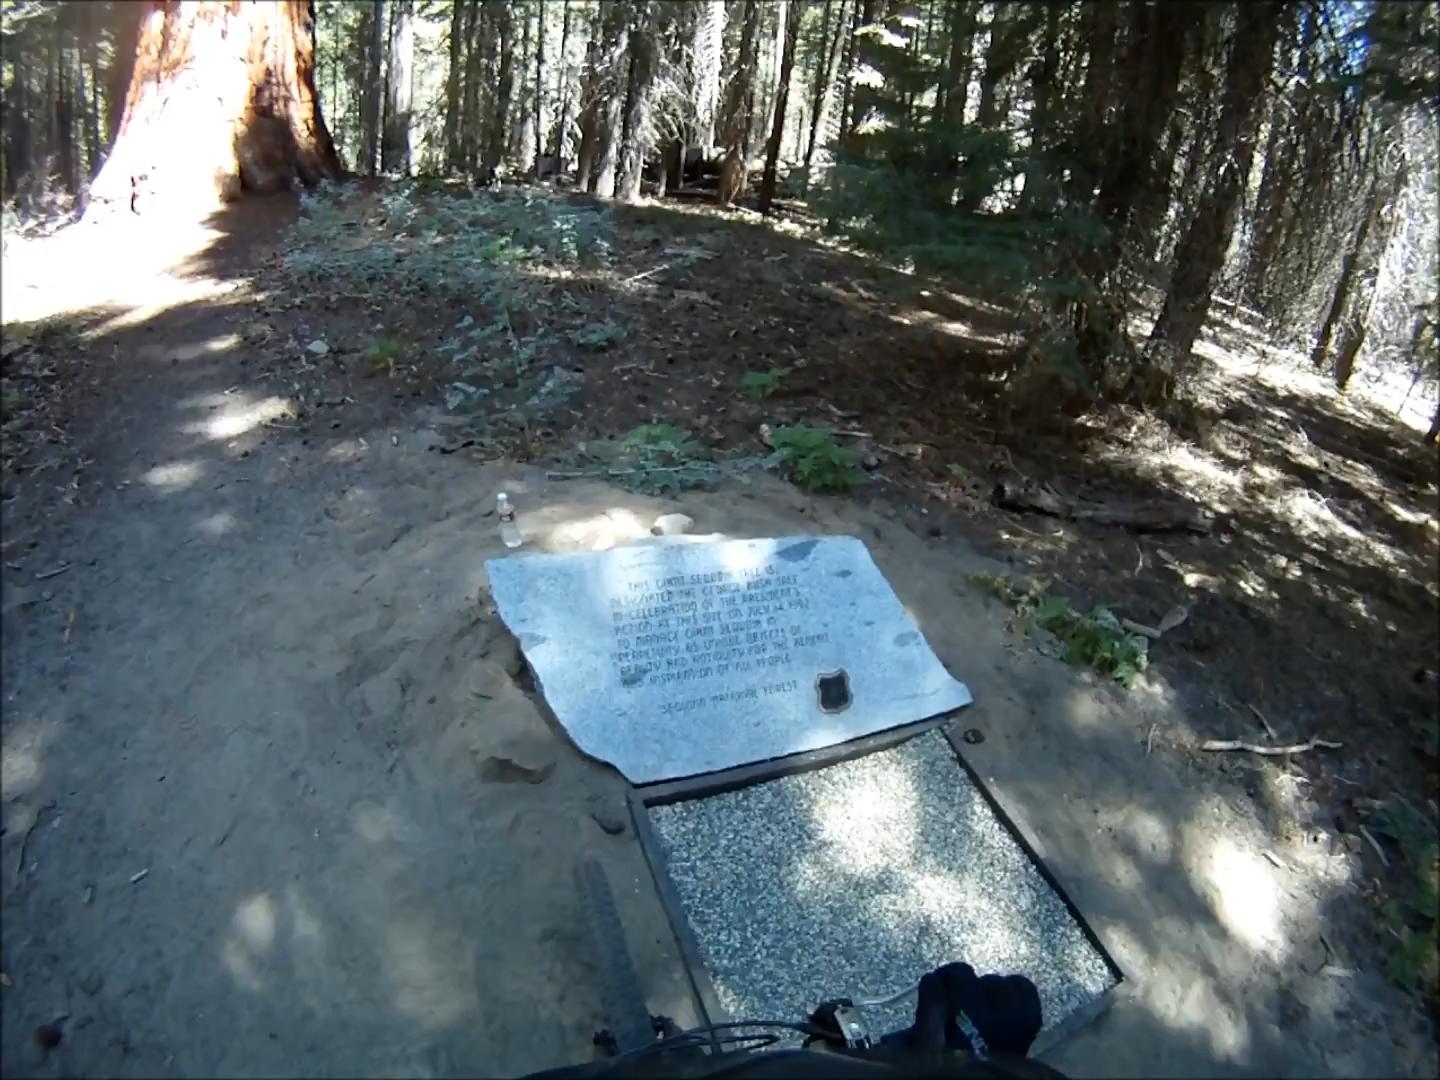 THIS GIANT SEQUOIA TREE IS
DESIGNATED THE GEORGE BUSH TREE
IN CELEBRATION OF THE PRESIDENT'S
ACTION AT THIS SITE ON JULY 14, 1992
TO MANAGE GIANT SEQUOIA IN
PERPETUITY AS UNIQUE OBJECTS OF
BEAUTY AND ANTIQUITY FOR THE BENEFIT
AND INSPIRATION OF ALL PEOPLE
SEQUOIA NATIONAL FOREST